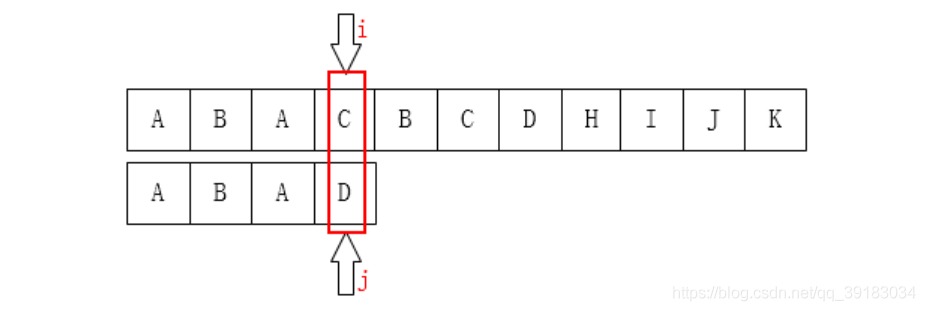 i
A B A C B C D H I J K
A B A D
j
https://blog.csdn.net/qq_39183034